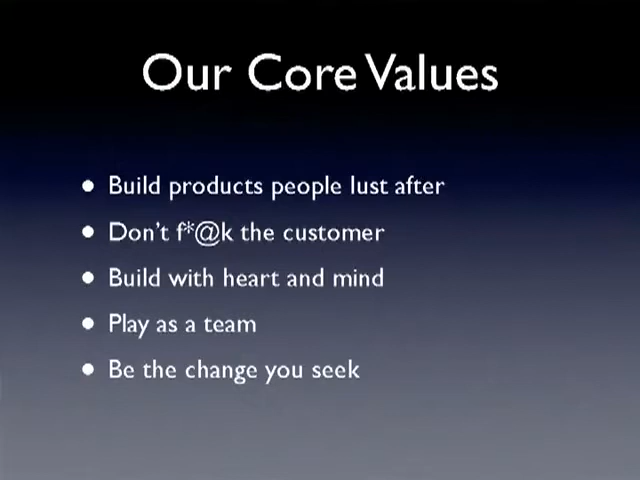 Our Core Values
• Build products people lust after
• Don't f*@k the customer
• Build with heart and mind
• Play as a team
• Be the change you seek